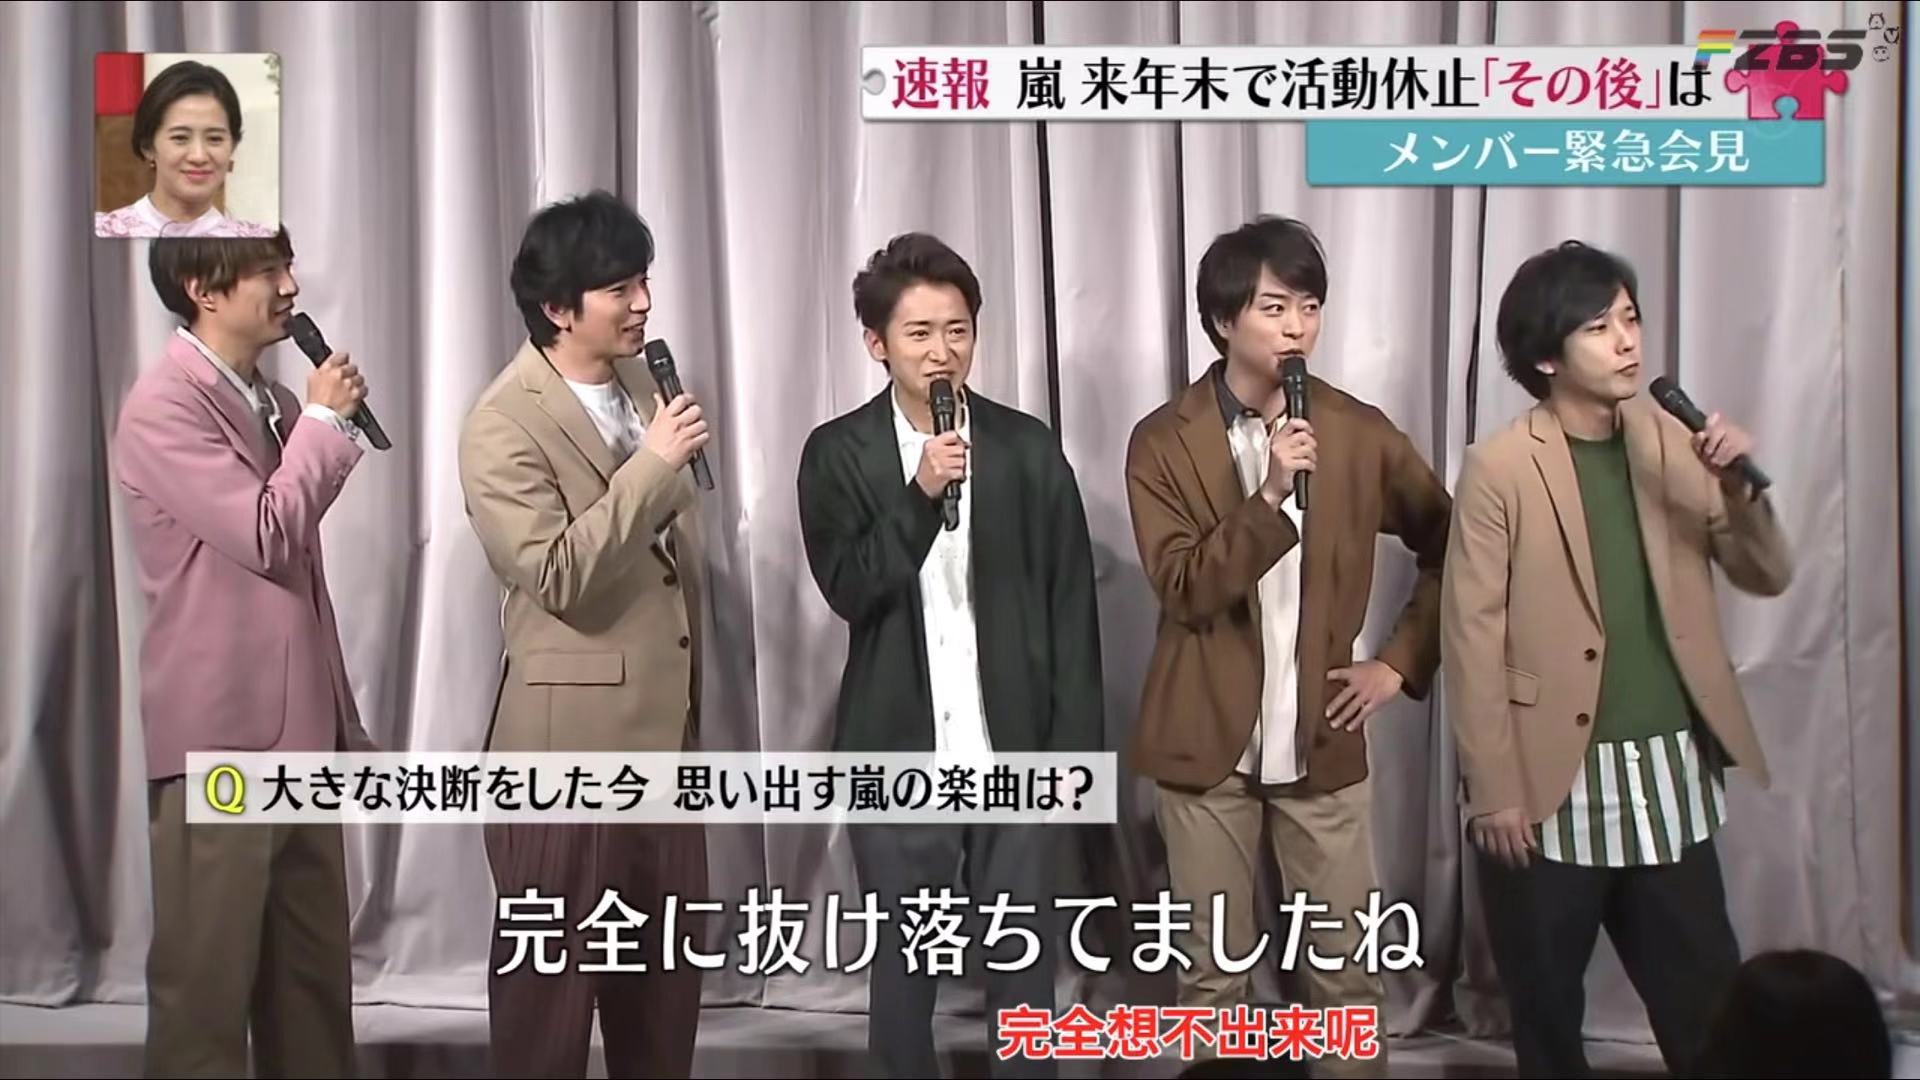 FZBS
速報 嵐 来年末で活動休止「その後」は
メンバー緊急会見
Q 大きな決断をした今 思い出す嵐の楽曲は?
完全に抜け落ちてましたね
完全想不出来呢